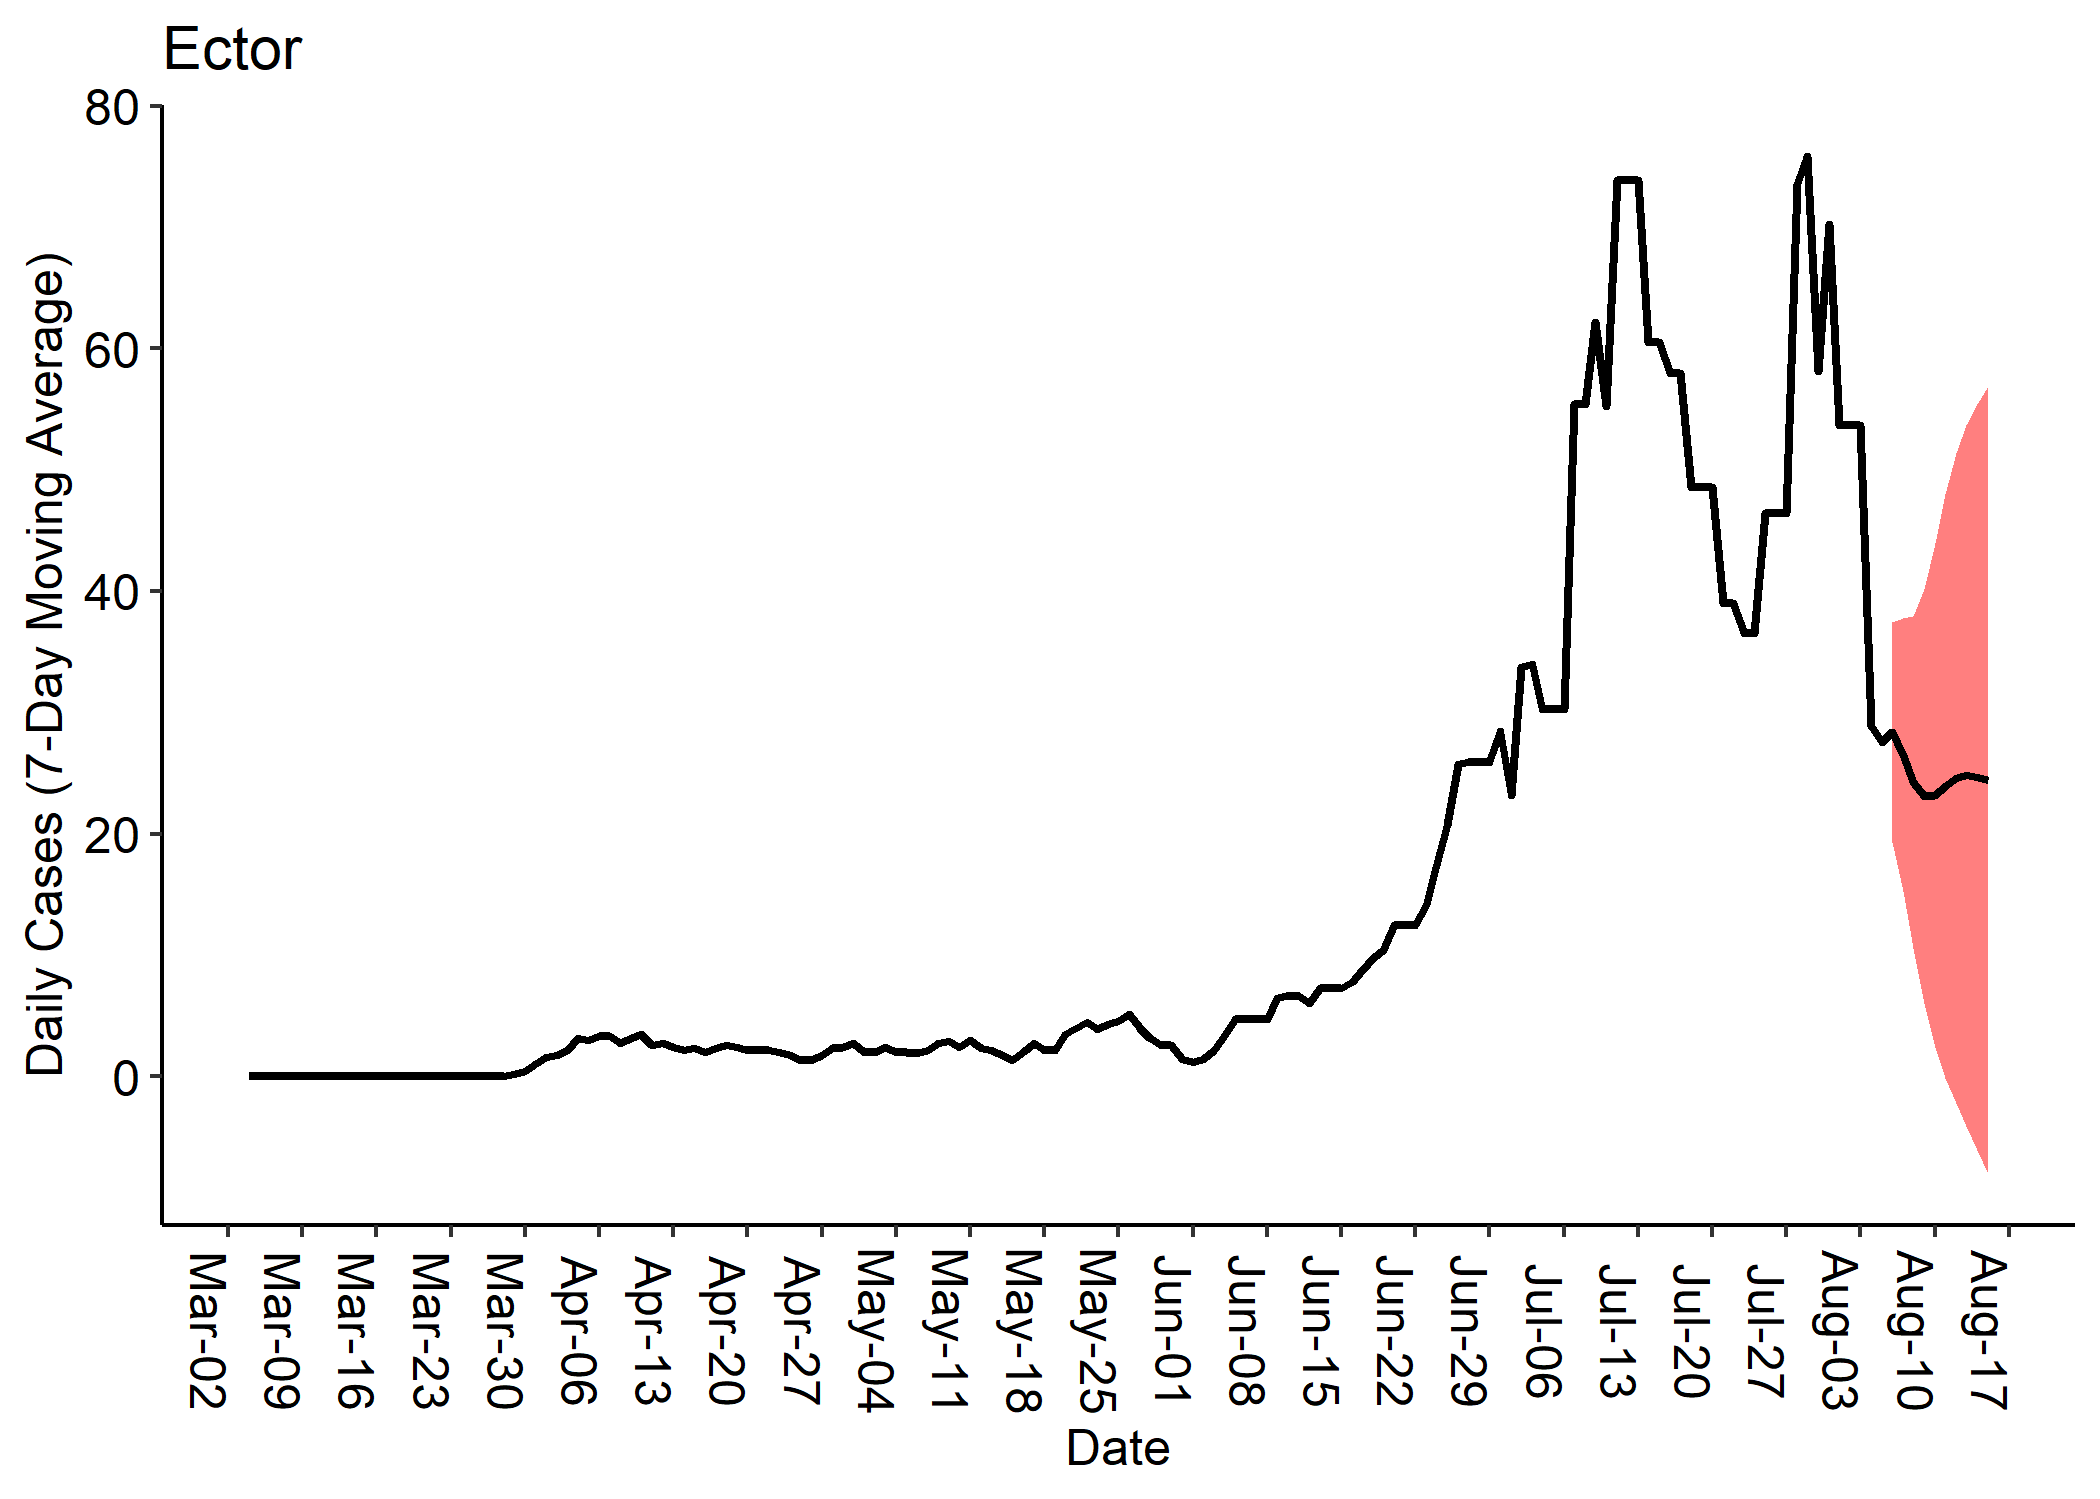 Ector
80
60
40
20
0
Daily Cases (7-Day Moving Average)
Mar-02
Mar-09
Mar-16
Mar-23
Mar-30
Apr-06
Apr-13
Apr-20
Apr-27
May-04
May-11
May-18
May-25
Jun-01
Jun-08
Jun-15
Jun-22
Jun-29
Jul-06
Jul-13
Jul-20
Jul-27
Aug-03
Aug-10
Aug-17
Date